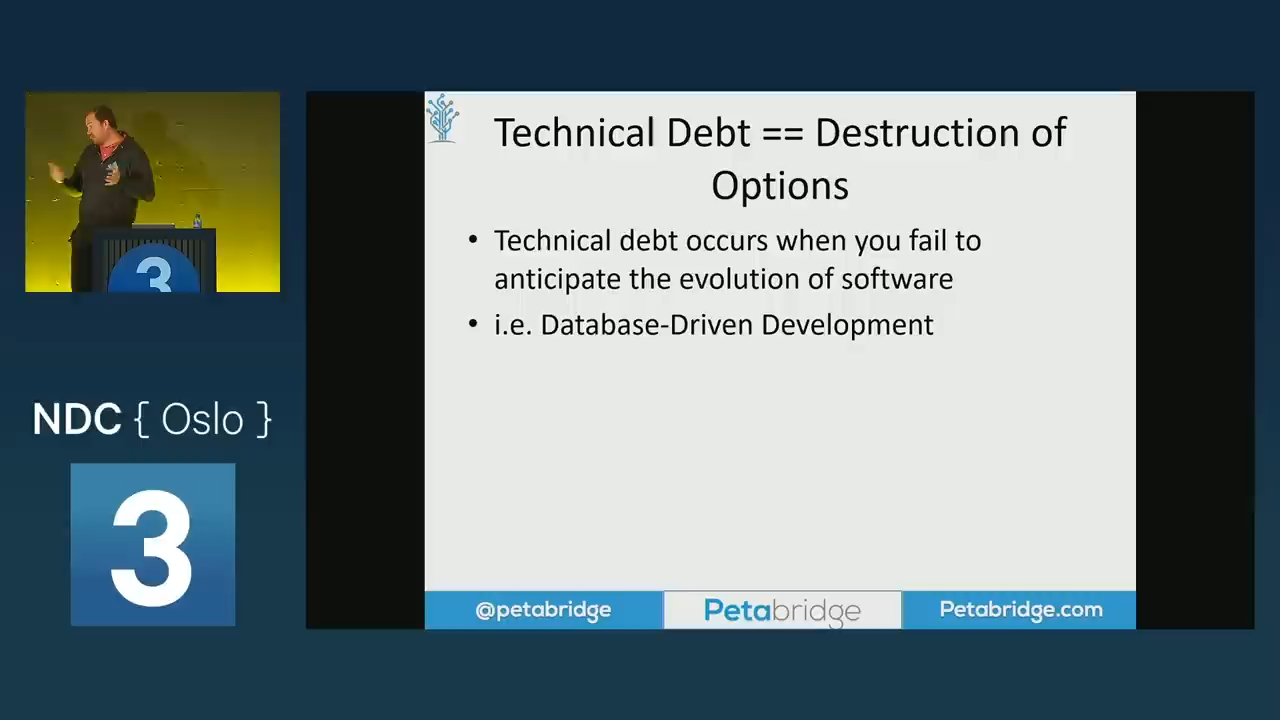 Technical Debt == Destruction of
Options
• Technical debt occurs when you fail to
anticipate the evolution of software
• i.e. Database-Driven Development
3
NDC { Oslo }
3
@petabridge
Petabridge
Petabridge.com